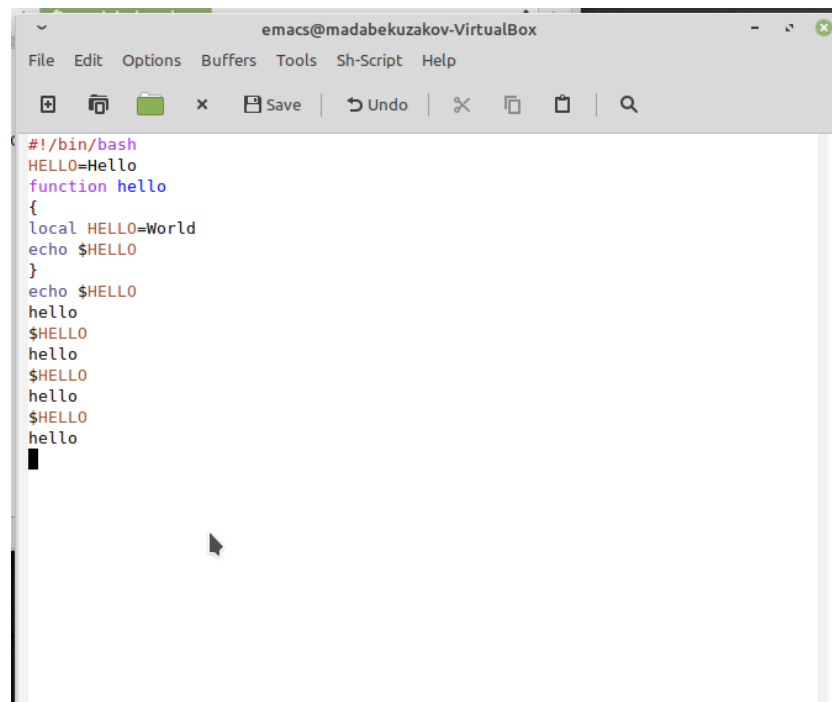 emacs@madabekuzakov-VirtualBox
File Edit Options Buffers Tools Sh-Script Help
Save Undo
#!/bin/bash
HELLO=Hello
function hello
{
local HELLO=World
echo $HELLO
}
echo $HELLO
hello
$HELLO
hello
$HELLO
hello
$HELLO
hello